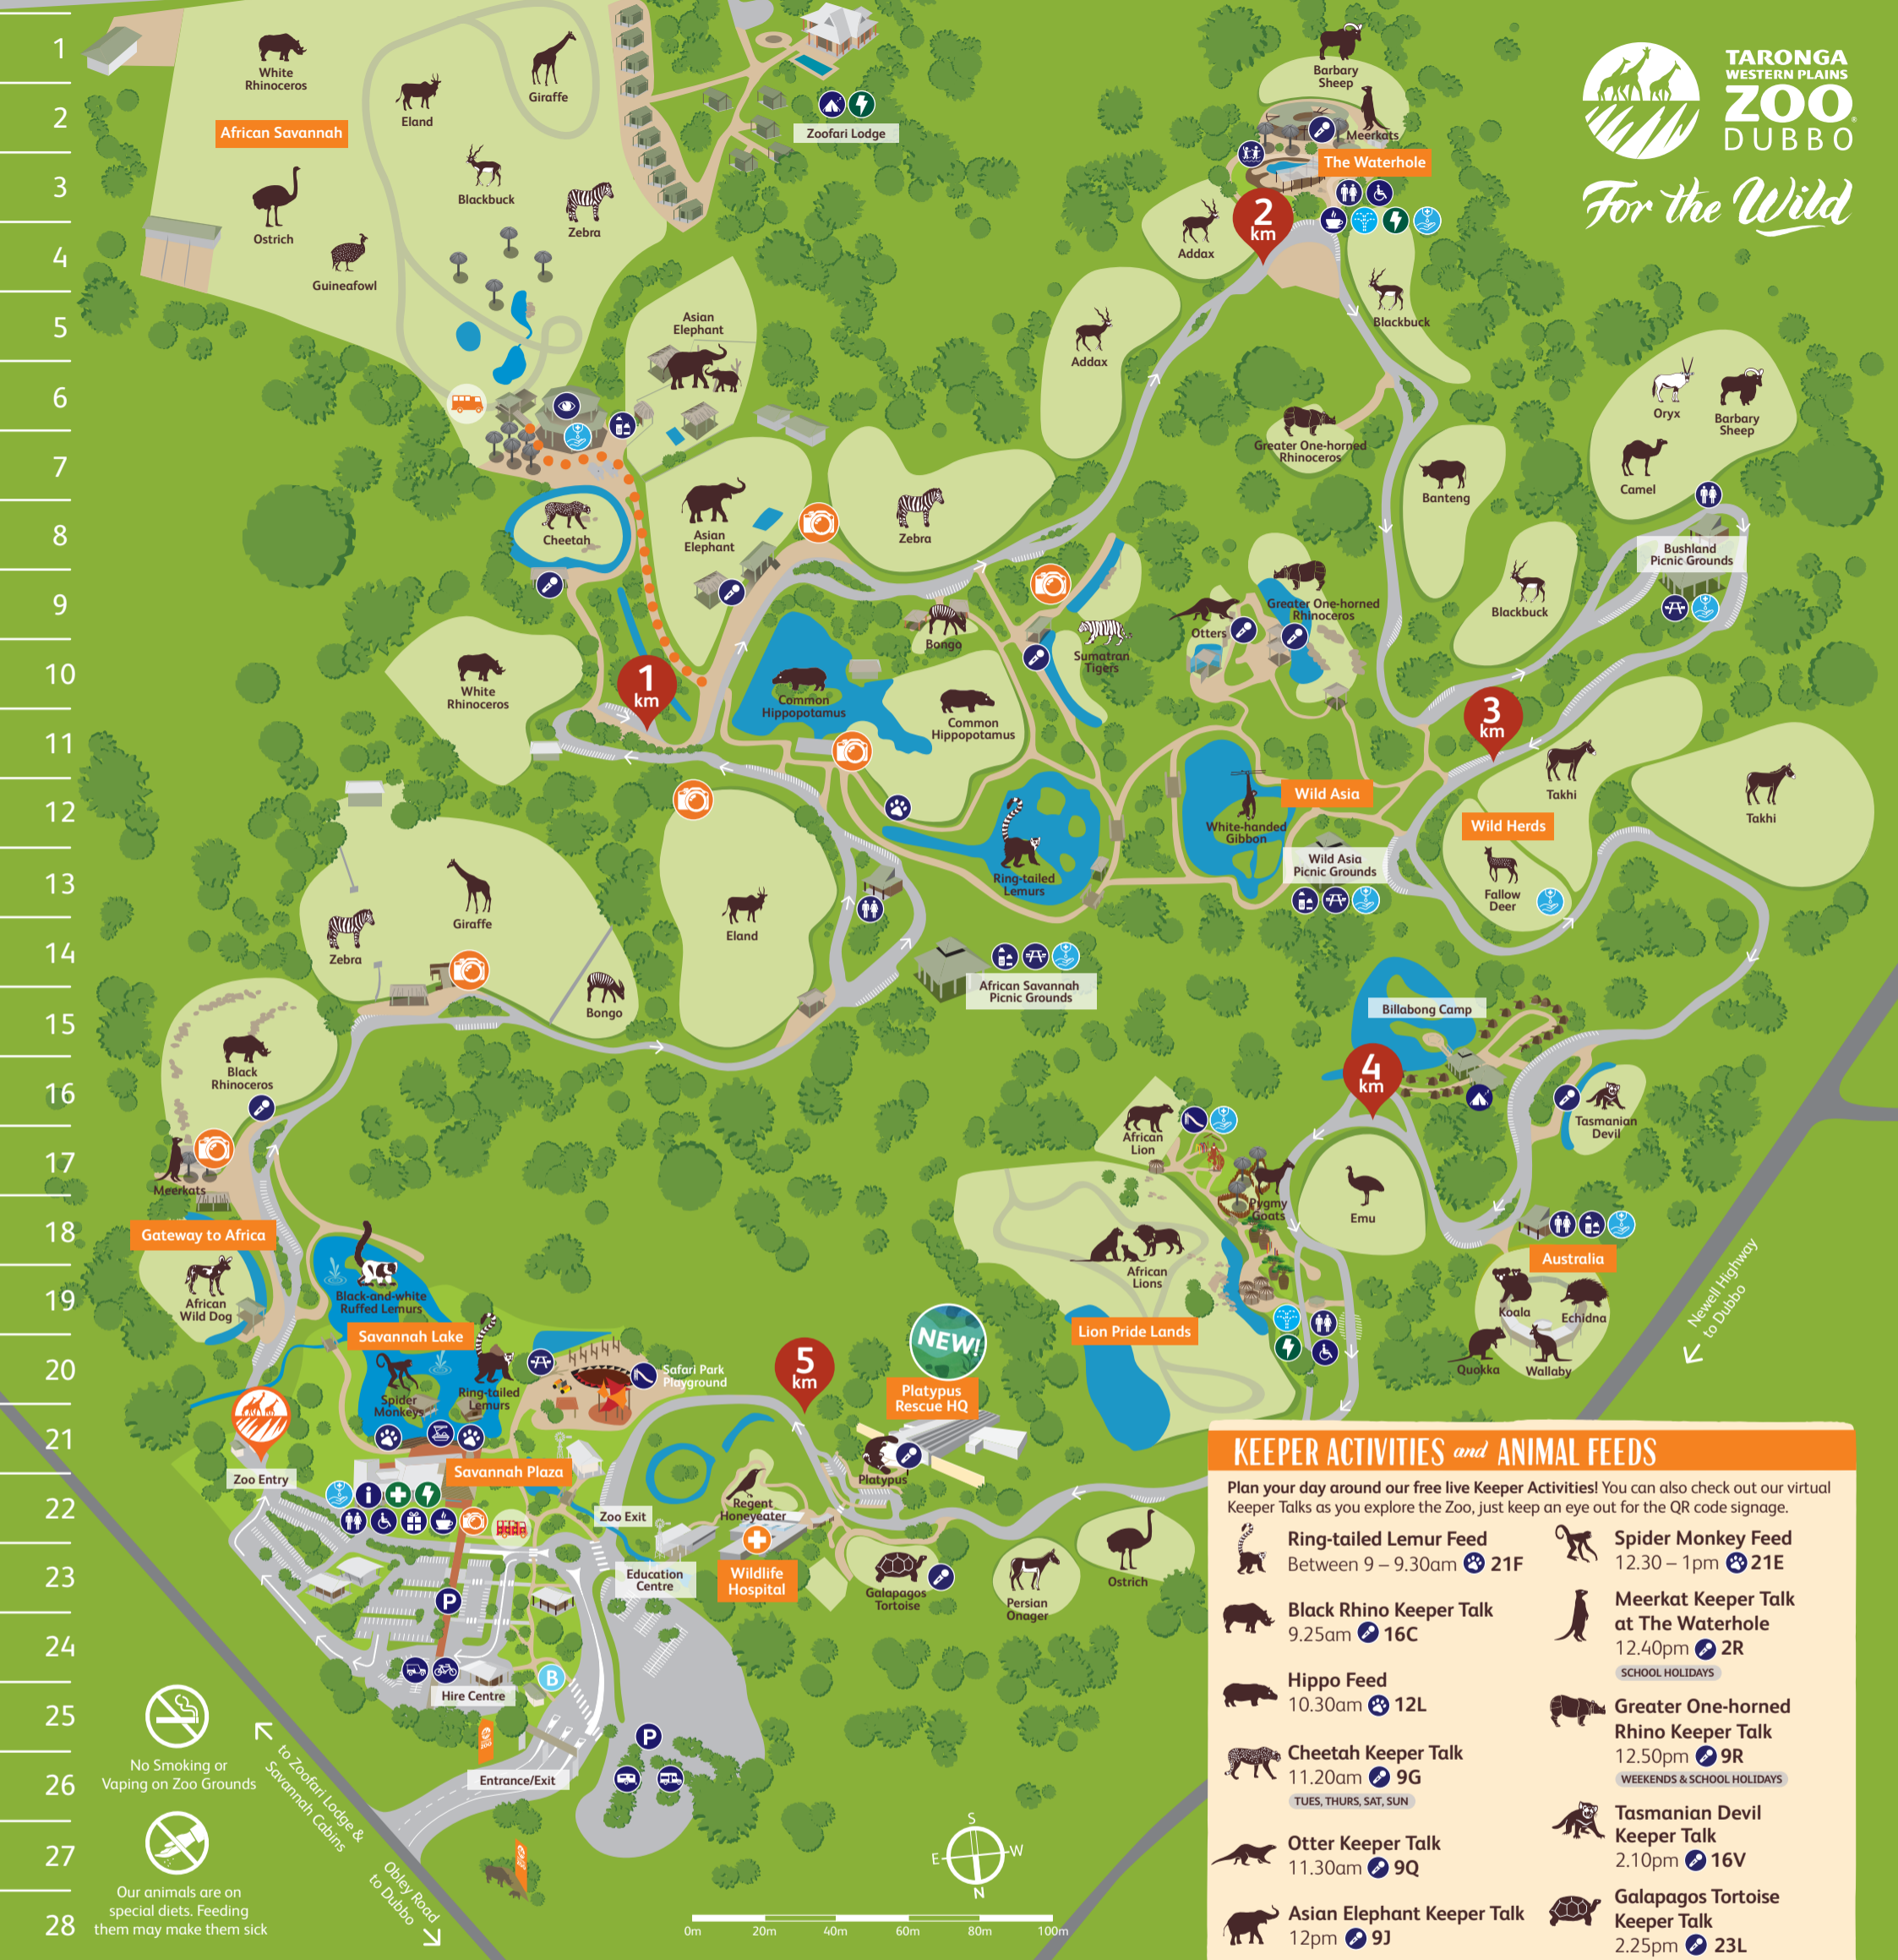 1
2
3
4
5
6
7
8
9
10
11
12
13
14
15
16
17
18
19
20
21
22
23
24
25
26
27
28
TARONGA
WESTERN PLAINS
ZOO
DUBBO
For the Wild
White
Rhinoceros
Eland
Giraffe
African Savannah
Ostrich
Blackbuck
Zebra
Guineafowl
Zoofari Lodge
Barbary
Sheep
Meerkats
The Waterhole
2
km
Addax
Blackbuck
Addax
Asian
Elephant
Oryx
Barbary
Sheep
Camel
Greater One-horned
Rhinoceros
Banteng
Cheetah
Asian
Elephant
Zebra
Bushland
Picnic Grounds
Blackbuck
Greater One-horned
Rhinoceros
Otters
Bongo
Sumatran
Tigers
White
Rhinoceros
1
km
Common
Hippopotamus
Common
Hippopotamus
3
km
Takhi
Takhi
Wild Asia
White-handed
Gibbon
Wild Herds
Wild Asia
Picnic Grounds
Fallow
Deer
Ring-tailed
Lemurs
Giraffe
Zebra
Eland
Bongo
African Savannah
Picnic Grounds
Billabong Camp
Black
Rhinoceros
4
km
Tasmanian
Devil
African
Lion
Meerkats
Pygmy
Goats
Emu
Gateway to Africa
Australia
African
Lions
African
Wild Dog
Black-and-white
Ruffed Lemurs
Koala
Echidna
Quokka
Wallaby
Newell Highway
to Dubbo
Savannah Lake
Lion Pride Lands
NEW!
Platypus
Rescue HQ
5
km
Safari Park
Playground
Spider
Monkeys
Ring-tailed
Lemurs
Zoo Entry
Savannah Plaza
Platypus
Regent
Honeyeater
Zoo Exit
Education
Centre
Wildlife
Hospital
Galapagos
Tortoise
Persian
Onager
Ostrich
P
B
Hire Centre
P
Entrance/Exit
No Smoking or
Vaping on Zoo Grounds
Our animals are on
special diets. Feeding
them may make them sick
to Zoofari Lodge &
Savannah Cabins
Obley Road
to Dubbo
S
E
W
N
0m 20m 40m 60m 80m 100m
KEEPER ACTIVITIES and ANIMAL FEEDS
Plan your day around our free live Keeper Activities! You can also check out our virtual
Keeper Talks as you explore the Zoo, just keep an eye out for the QR code signage.
Ring-tailed Lemur Feed
Between 9 – 9.30am 21F
Black Rhino Keeper Talk
9.25am 16C
Hippo Feed
10.30am 12L
Cheetah Keeper Talk
11.20am 9G
TUES, THURS, SAT, SUN
Otter Keeper Talk
11.30am 9Q
Asian Elephant Keeper Talk
12pm 9J
Spider Monkey Feed
12.30 – 1pm 21E
Meerkat Keeper Talk
at The Waterhole
12.40pm 2R
SCHOOL HOLIDAYS
Greater One-horned
Rhino Keeper Talk
12.50pm 9R
WEEKENDS & SCHOOL HOLIDAYS
Tasmanian Devil
Keeper Talk
2.10pm 16V
Galapagos Tortoise
Keeper Talk
2.25pm 23L